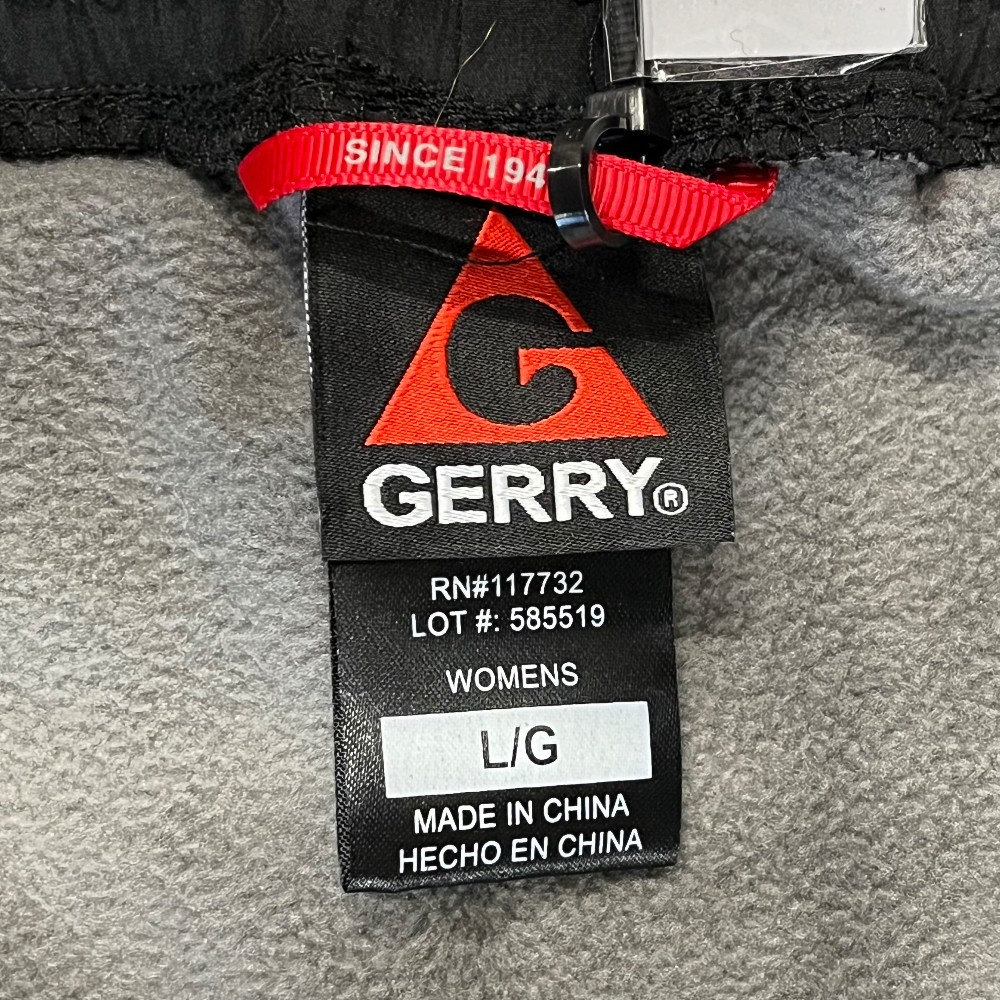 SINCE 194
G
GERRY®
RN#117732
LOT #: 585519
WOMENS
L/G
MADE IN CHINA
HECHO EN CHINA